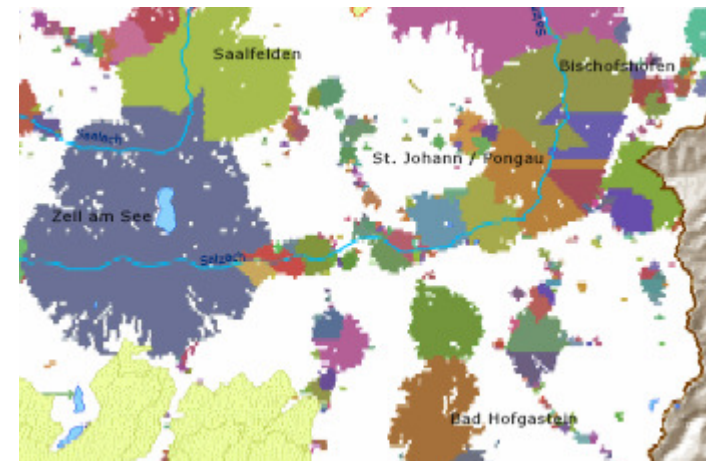 Saalfelden
Bischofshofen
Saalach
St. Johann / Pongau
Zell am See
Salzach
Bad Hofgastein